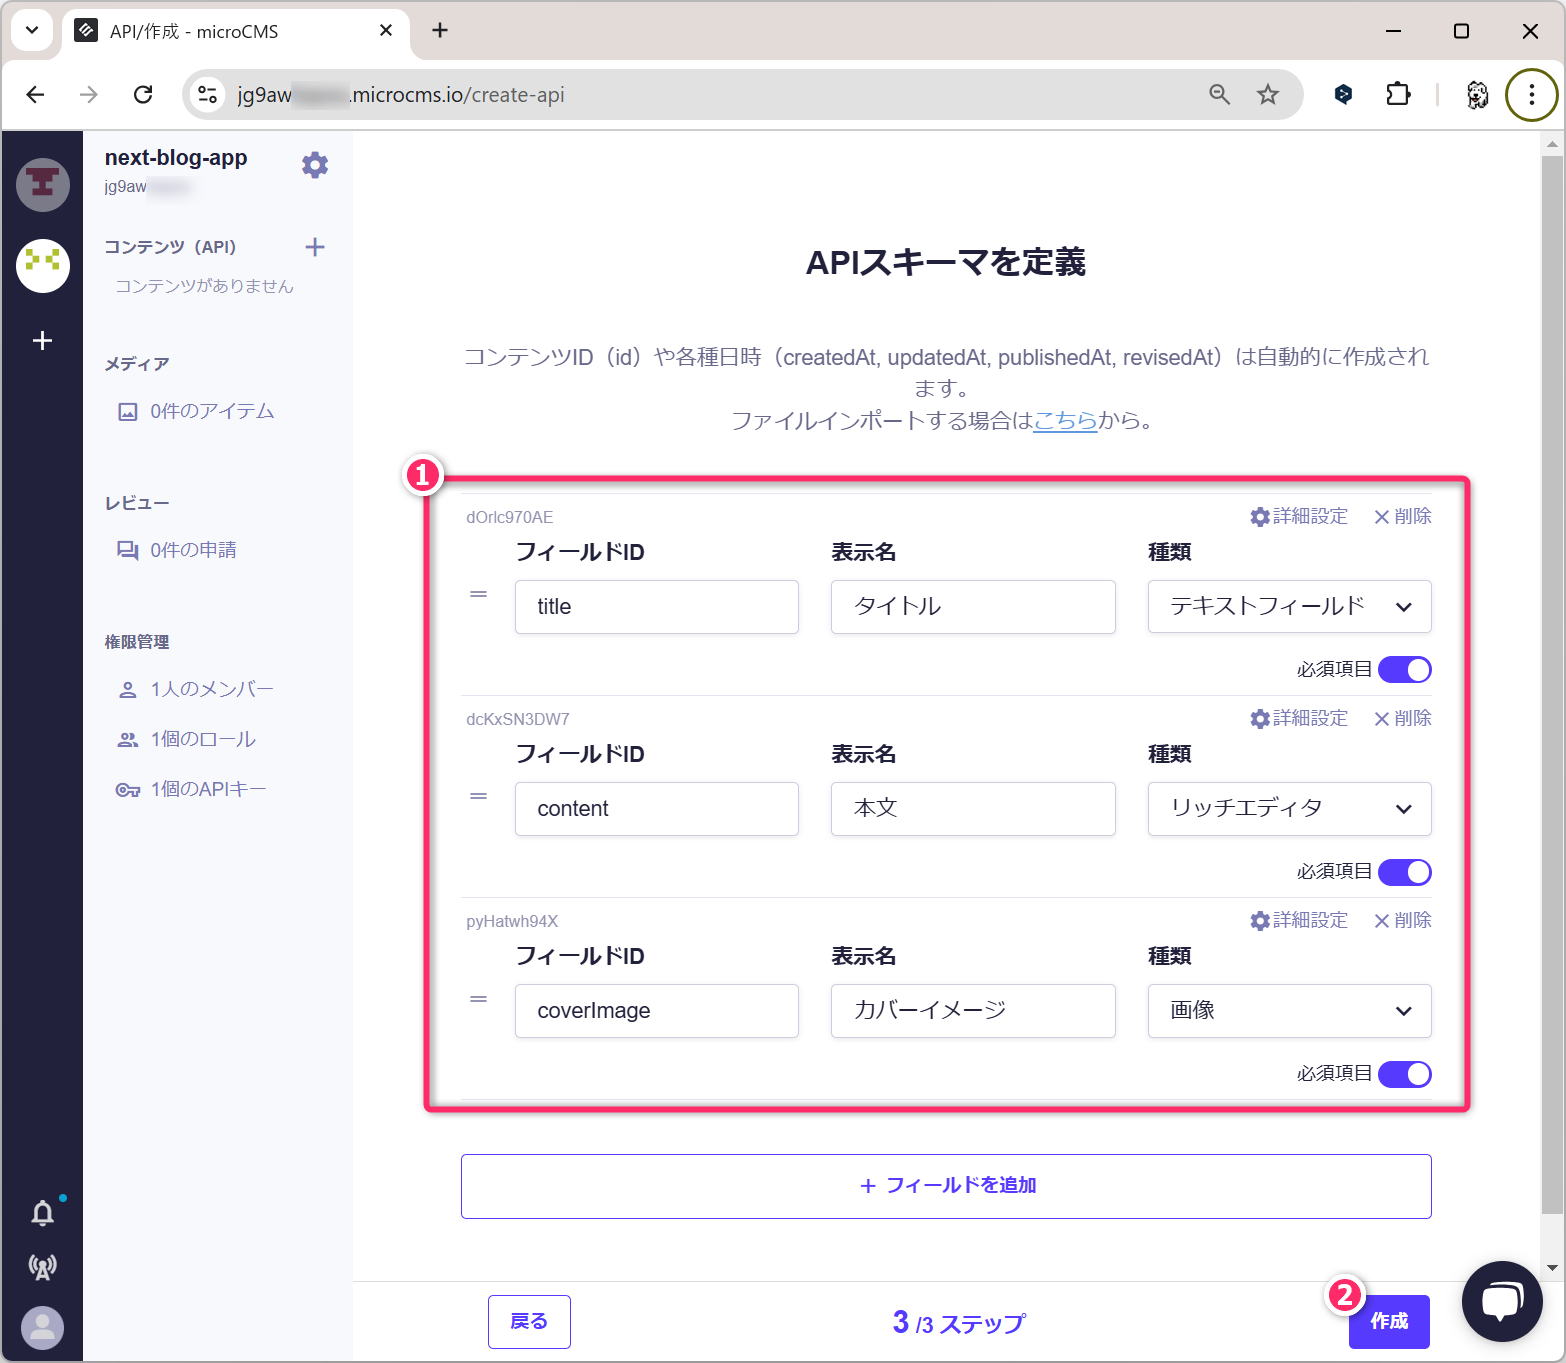 API/作成 - microCMS
jg9aw .microcms.io/create-api
next-blog-app
jg9aw
コンテンツ（API）
コンテンツがありません
メディア
0件のアイテム
レビュー
0件の申請
権限管理
1人のメンバー
1個のロール
1個のAPIキー
APIスキーマを定義
コンテンツID（id）や各種日時（createdAt, updatedAt, publishedAt, revisedAt）は自動的に作成され
ます。
ファイルインポートする場合はこちらから。
1
dOrlc970AE 詳細設定 削除
フィールドID 表示名 種類
title タイトル テキストフィールド
必須項目
dcKxSN3DW7 詳細設定 削除
フィールドID 表示名 種類
content 本文 リッチエディタ
必須項目
pyHatwh94X 詳細設定 削除
フィールドID 表示名 種類
coverImage カバーイメージ 画像
必須項目
+ フィールドを追加
戻る 3 /3 ステップ 2 作成